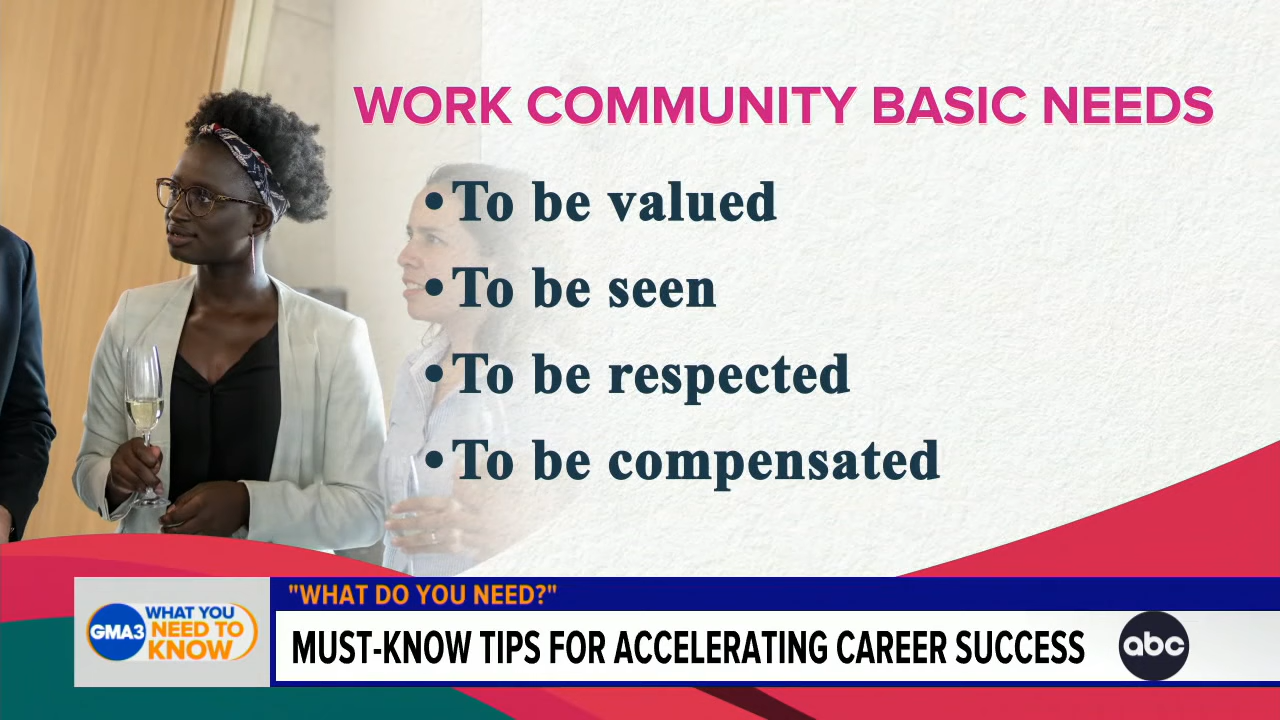 WORK COMMUNITY BASIC NEEDS
•To be valued
•To be seen
•To be respected
•To be compensated
"WHAT DO YOU NEED?"
GMA3
WHAT YOU
NEED TO
KNOW
MUST-KNOW TIPS FOR ACCELERATING CAREER SUCCESS
abc